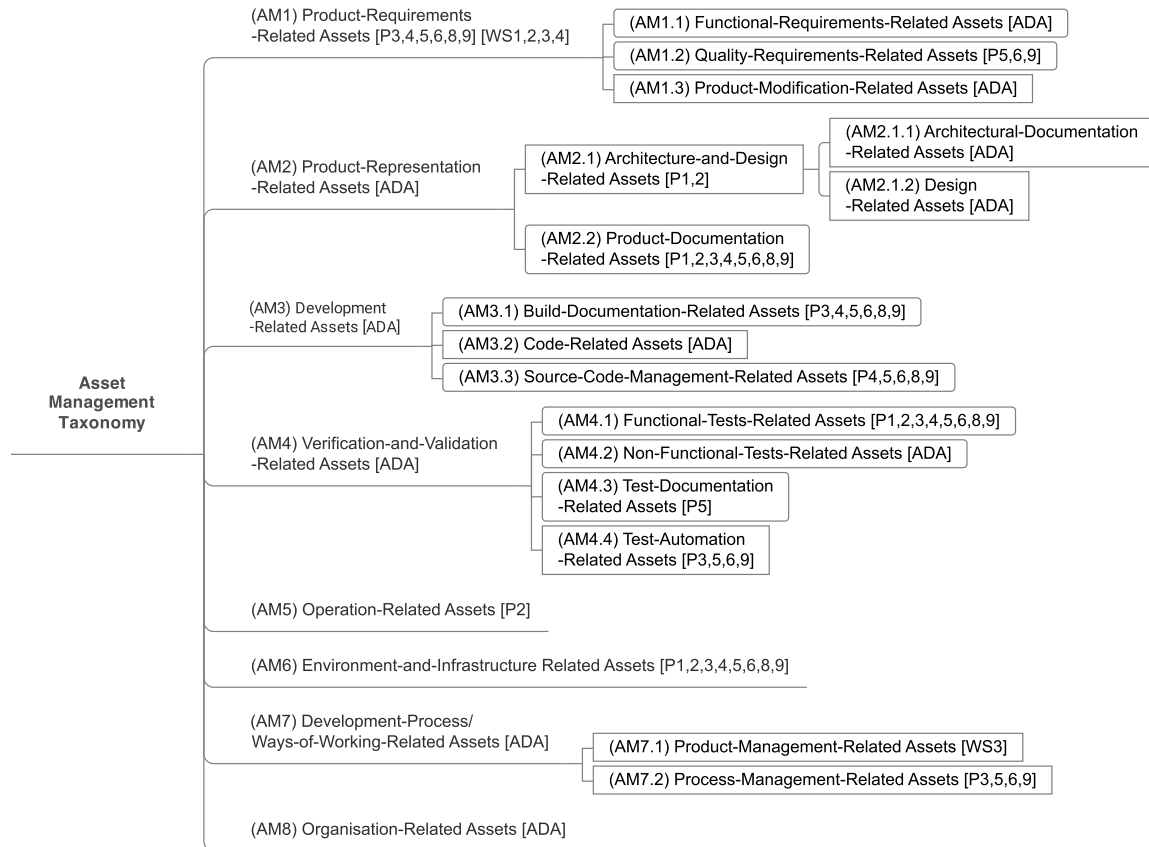 (AM1) Product-Requirements
-Related Assets [P3,4,5,6,8,9] [WS1,2,3,4]
(AM1.1) Functional-Requirements-Related Assets [ADA]
(AM1.2) Quality-Requirements-Related Assets [P5,6,9]
(AM1.3) Product-Modification-Related Assets [ADA]
(AM2) Product-Representation
-Related Assets [ADA]
(AM2.1) Architecture-and-Design
-Related Assets [P1,2]
(AM2.1.1) Architectural-Documentation
-Related Assets [ADA]
(AM2.1.2) Design
-Related Assets [ADA]
(AM2.2) Product-Documentation
-Related Assets [P1,2,3,4,5,6,8,9]
(AM3) Development
-Related Assets [ADA]
(AM3.1) Build-Documentation-Related Assets [P3,4,5,6,8,9]
(AM3.2) Code-Related Assets [ADA]
(AM3.3) Source-Code-Management-Related Assets [P4,5,6,8,9]
Asset
Management
Taxonomy
(AM4) Verification-and-Validation
-Related Assets [ADA]
(AM4.1) Functional-Tests-Related Assets [P1,2,3,4,5,6,8,9]
(AM4.2) Non-Functional-Tests-Related Assets [ADA]
(AM4.3) Test-Documentation
-Related Assets [P5]
(AM4.4) Test-Automation
-Related Assets [P3,5,6,9]
(AM5) Operation-Related Assets [P2]
(AM6) Environment-and-Infrastructure Related Assets [P1,2,3,4,5,6,8,9]
(AM7) Development-Process/
Ways-of-Working-Related Assets [ADA]
(AM7.1) Product-Management-Related Assets [WS3]
(AM7.2) Process-Management-Related Assets [P3,5,6,9]
(AM8) Organisation-Related Assets [ADA]